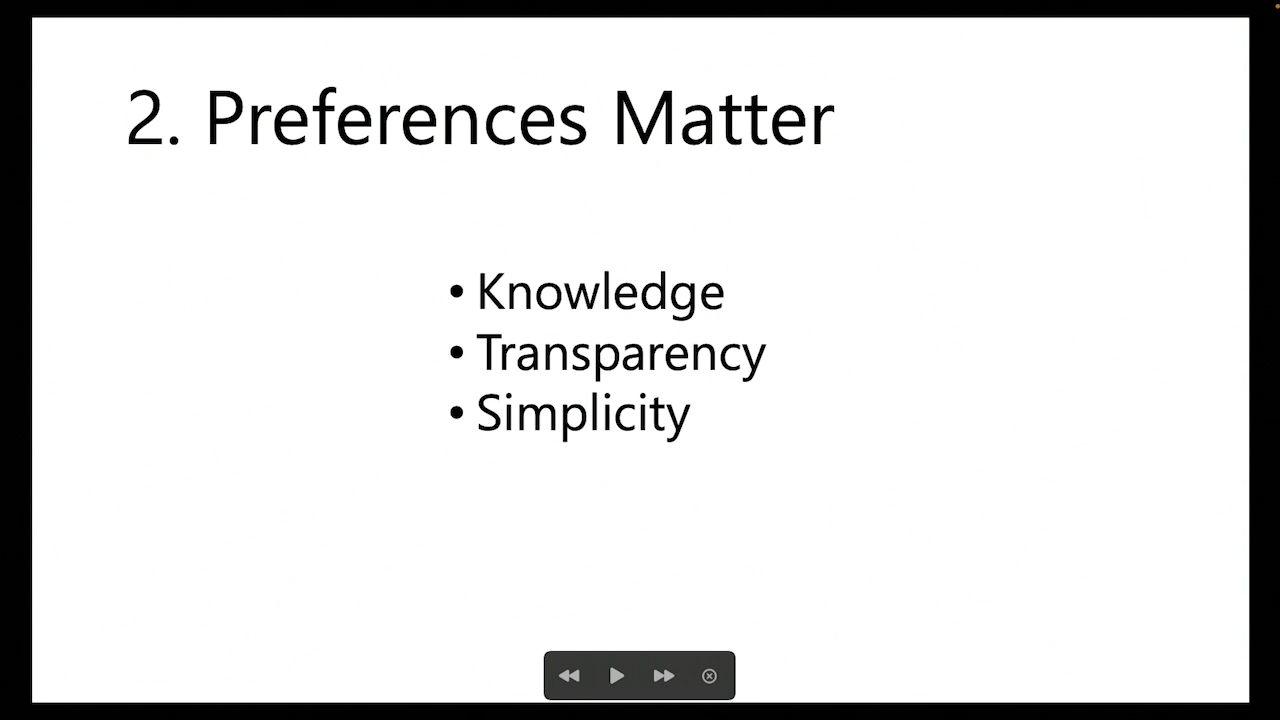 2. Preferences Matter
• Knowledge
• Transparency
• Simplicity